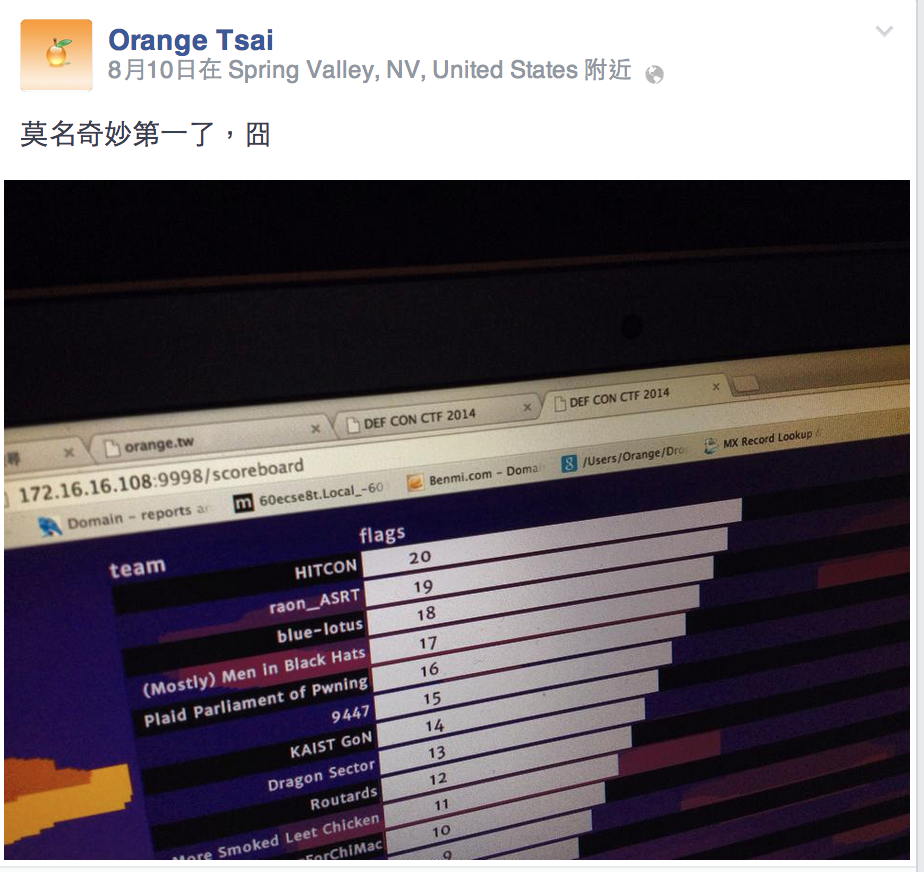 Orange Tsai
8月10日在 Spring Valley, NV, United States 附近
莫名奇妙第一了，囧
orange.tw
DEF CON CTF 2014
DEF CON CTF 2014
172.16.16.108:9998/scoreboard
Domain - reports
60ecse8t.Local_-60
Benmi.com - Doma
/Users/Orange/Dro
MX Record Lookup
team flags
HITCON 20
raon_ASRT 19
blue-lotus 18
(Mostly) Men in Black Hats 17
Plaid Parliament of Pwning 16
9447 15
KAIST GoN 14
Dragon Sector 13
Routards 12
More Smoked Leet Chicken 11
ForChiMac 10
9